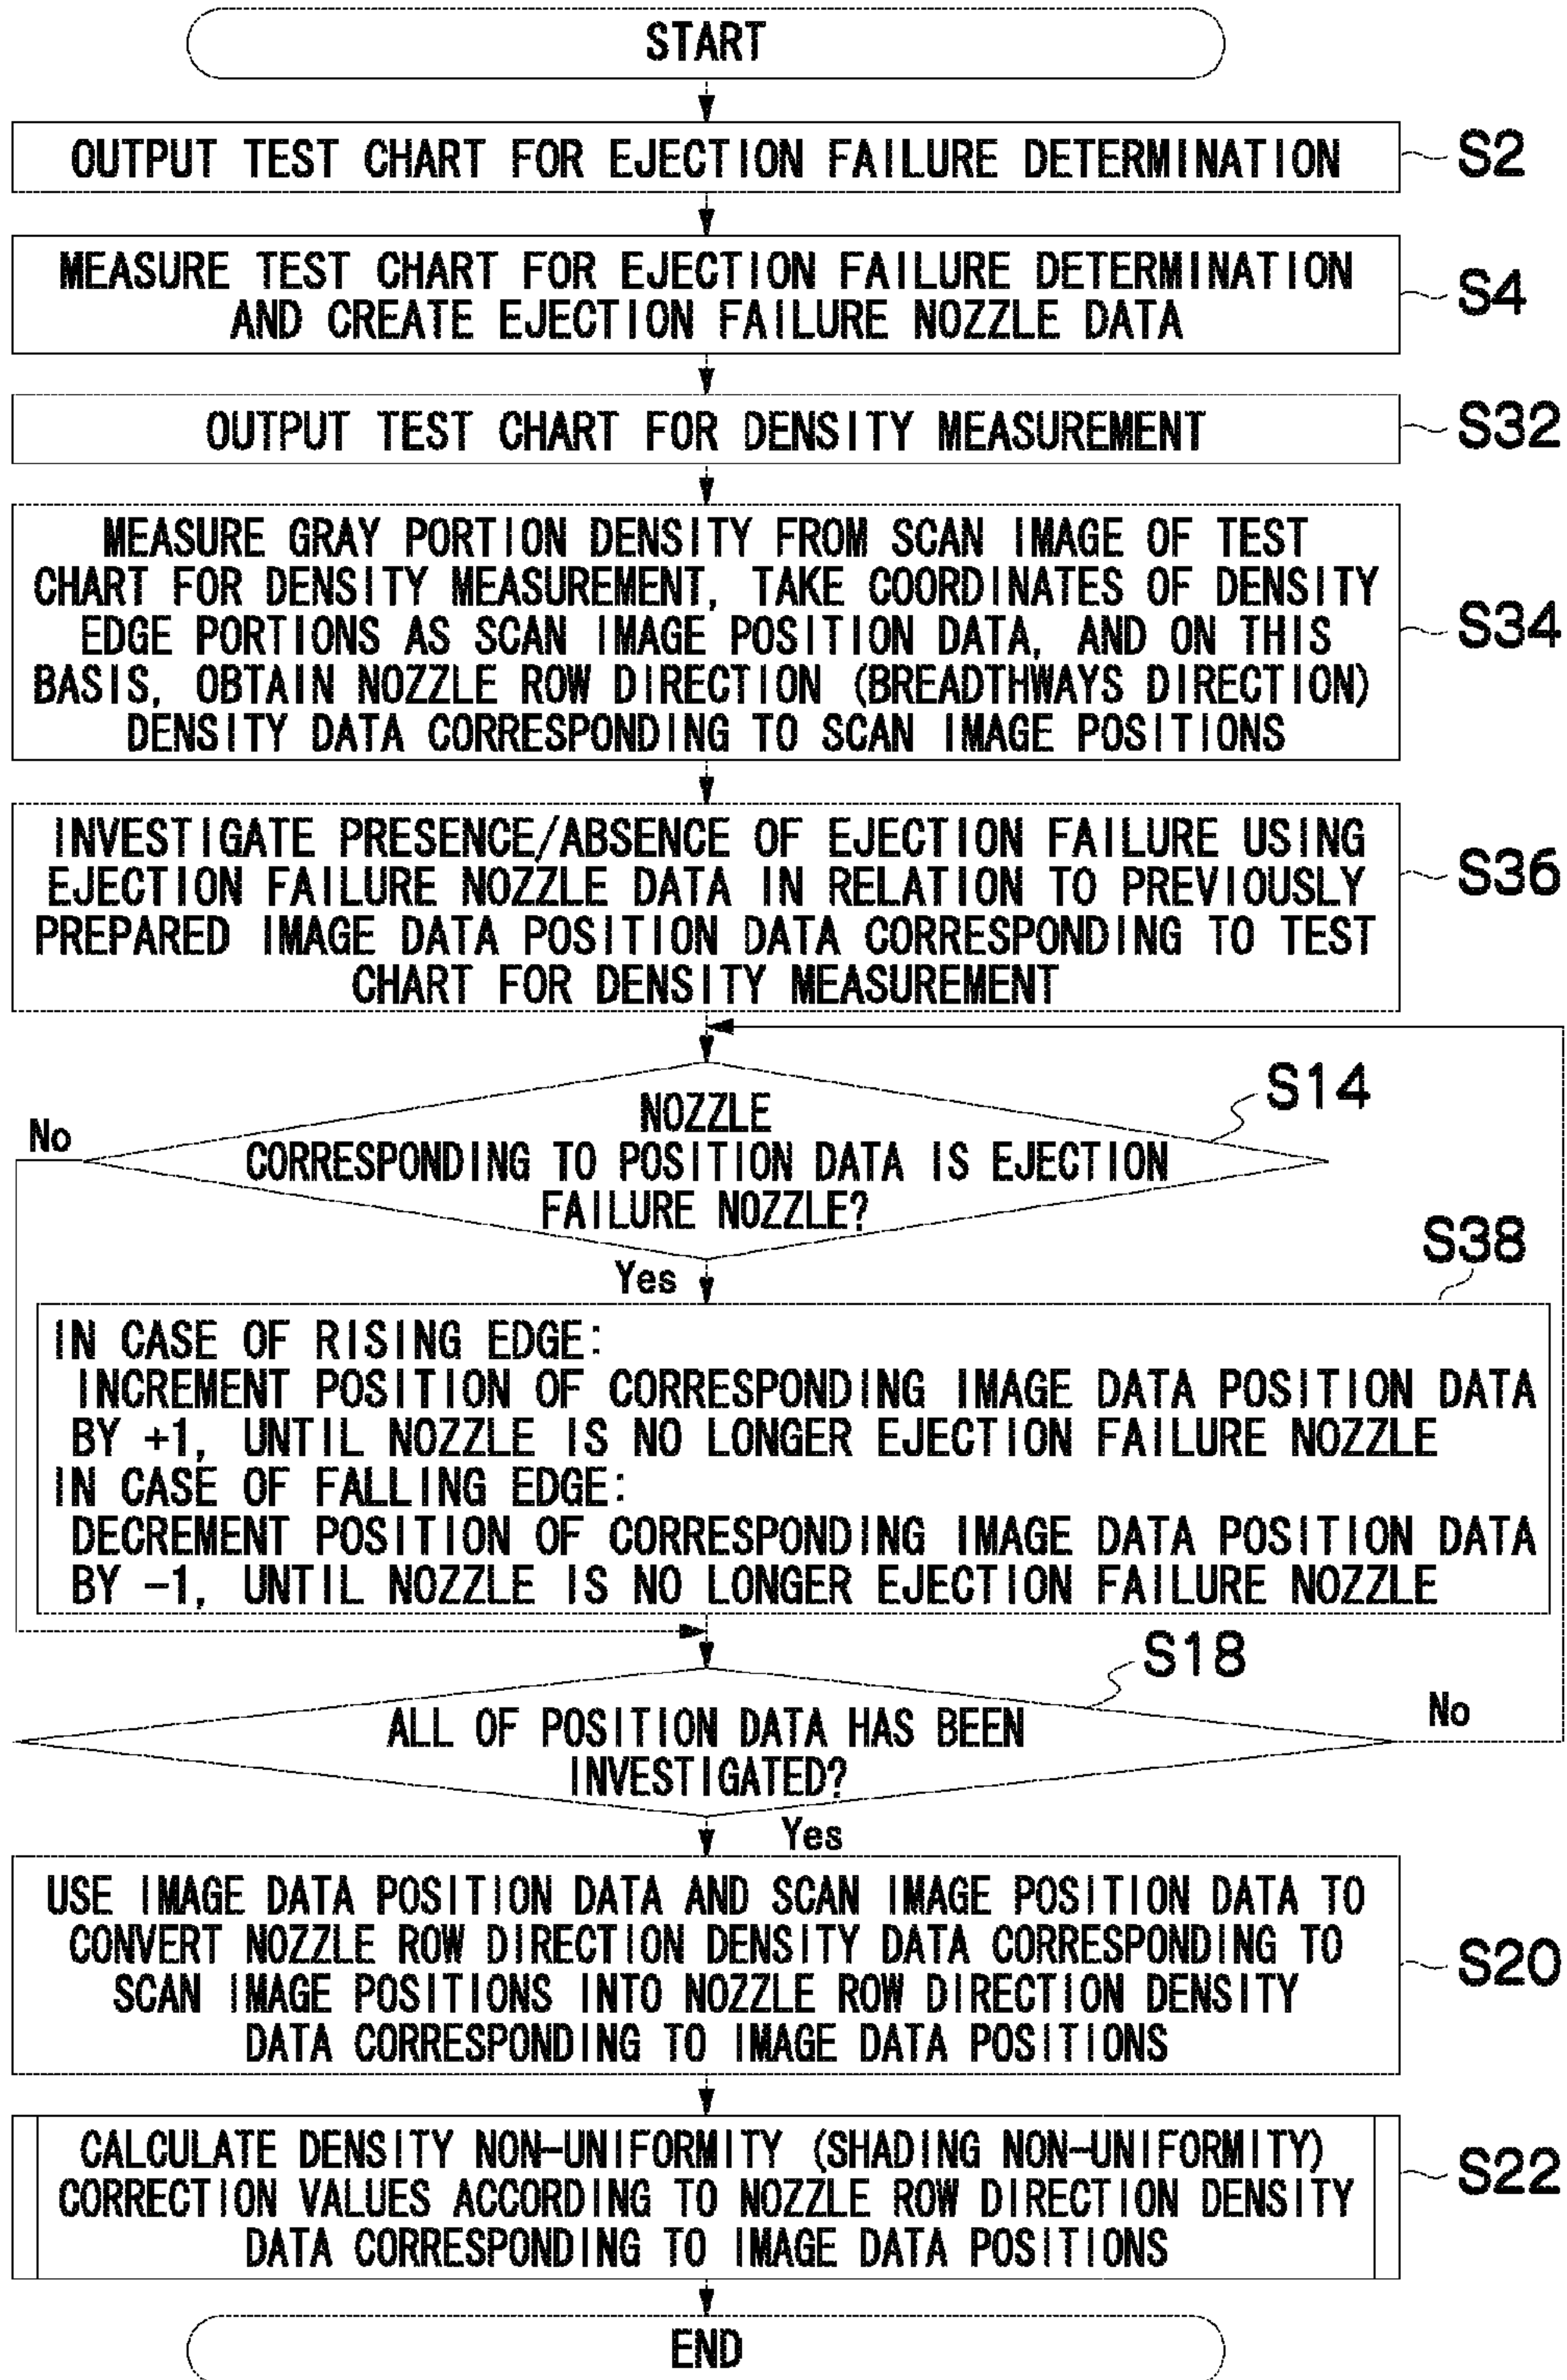 START
OUTPUT TEST CHART FOR EJECTION FAILURE DETERMINATION
S2
MEASURE TEST CHART FOR EJECTION FAILURE DETERMINATION
AND CREATE EJECTION FAILURE NOZZLE DATA
S4
OUTPUT TEST CHART FOR DENSITY MEASUREMENT
S32
MEASURE GRAY PORTION DENSITY FROM SCAN IMAGE OF TEST
CHART FOR DENSITY MEASUREMENT, TAKE COORDINATES OF DENSITY
EDGE PORTIONS AS SCAN IMAGE POSITION DATA, AND ON THIS
BASIS, OBTAIN NOZZLE ROW DIRECTION (BREADTHWAYS DIRECTION)
DENSITY DATA CORRESPONDING TO SCAN IMAGE POSITIONS
S34
INVESTIGATE PRESENCE/ABSENCE OF EJECTION FAILURE USING
EJECTION FAILURE NOZZLE DATA IN RELATION TO PREVIOUSLY
PREPARED IMAGE DATA POSITION DATA CORRESPONDING TO TEST
CHART FOR DENSITY MEASUREMENT
S36
S14
No
NOZZLE
CORRESPONDING TO POSITION DATA IS EJECTION
FAILURE NOZZLE?
Yes
S38
IN CASE OF RISING EDGE:
INCREMENT POSITION OF CORRESPONDING IMAGE DATA POSITION DATA
BY +1, UNTIL NOZZLE IS NO LONGER EJECTION FAILURE NOZZLE
IN CASE OF FALLING EDGE:
DECREMENT POSITION OF CORRESPONDING IMAGE DATA POSITION DATA
BY -1, UNTIL NOZZLE IS NO LONGER EJECTION FAILURE NOZZLE
S18
ALL OF POSITION DATA HAS BEEN
INVESTIGATED?
No
Yes
USE IMAGE DATA POSITION DATA AND SCAN IMAGE POSITION DATA TO
CONVERT NOZZLE ROW DIRECTION DENSITY DATA CORRESPONDING TO
SCAN IMAGE POSITIONS INTO NOZZLE ROW DIRECTION DENSITY
DATA CORRESPONDING TO IMAGE DATA POSITIONS
S20
CALCULATE DENSITY NON-UNIFORMITY (SHADING NON-UNIFORMITY)
CORRECTION VALUES ACCORDING TO NOZZLE ROW DIRECTION DENSITY
DATA CORRESPONDING TO IMAGE DATA POSITIONS
S22
END